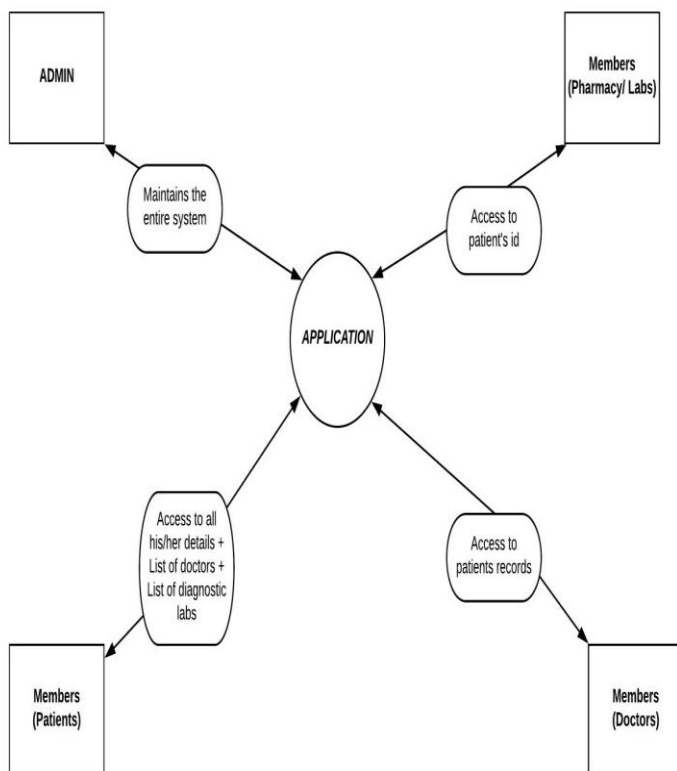 ADMIN
Members
(Pharmacy/ Labs)
Maintains the
entire system
Access to
patient's id
APPLICATION
Access to all
his/her details +
List of doctors +
List of diagnostic
labs
Access to
patients records
Members
(Patients)
Members
(Doctors)